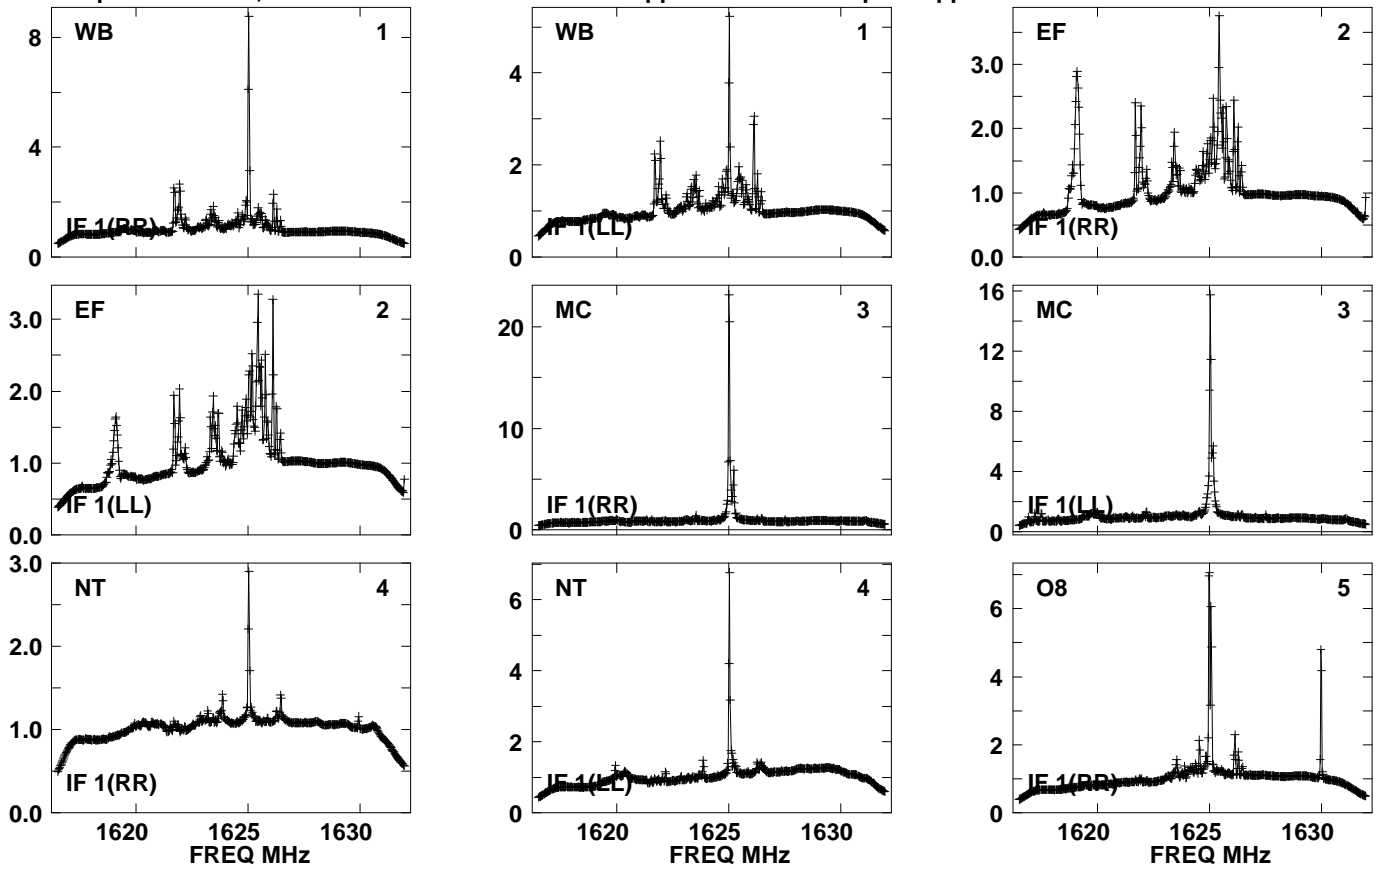 WB 1
8
4
0
IF 1(RR)
WB 1
4
2
0
IF 1(LL)
EF 2
3.0
2.0
1.0
0.0
IF 1(RR)
EF 2
3.0
2.0
1.0
0.0
IF 1(LL)
MC 3
20
10
0
IF 1(RR)
MC 3
16
12
8
4
0
IF 1(LL)
NT 4
3.0
2.0
1.0
0.0
IF 1(RR)
1620 1625 1630
FREQ MHz
NT 4
6
4
2
0
IF 1(LL)
1620 1625 1630
FREQ MHz
O8 5
6
4
2
0
IF 1(RR)
1620 1625 1630
FREQ MHz